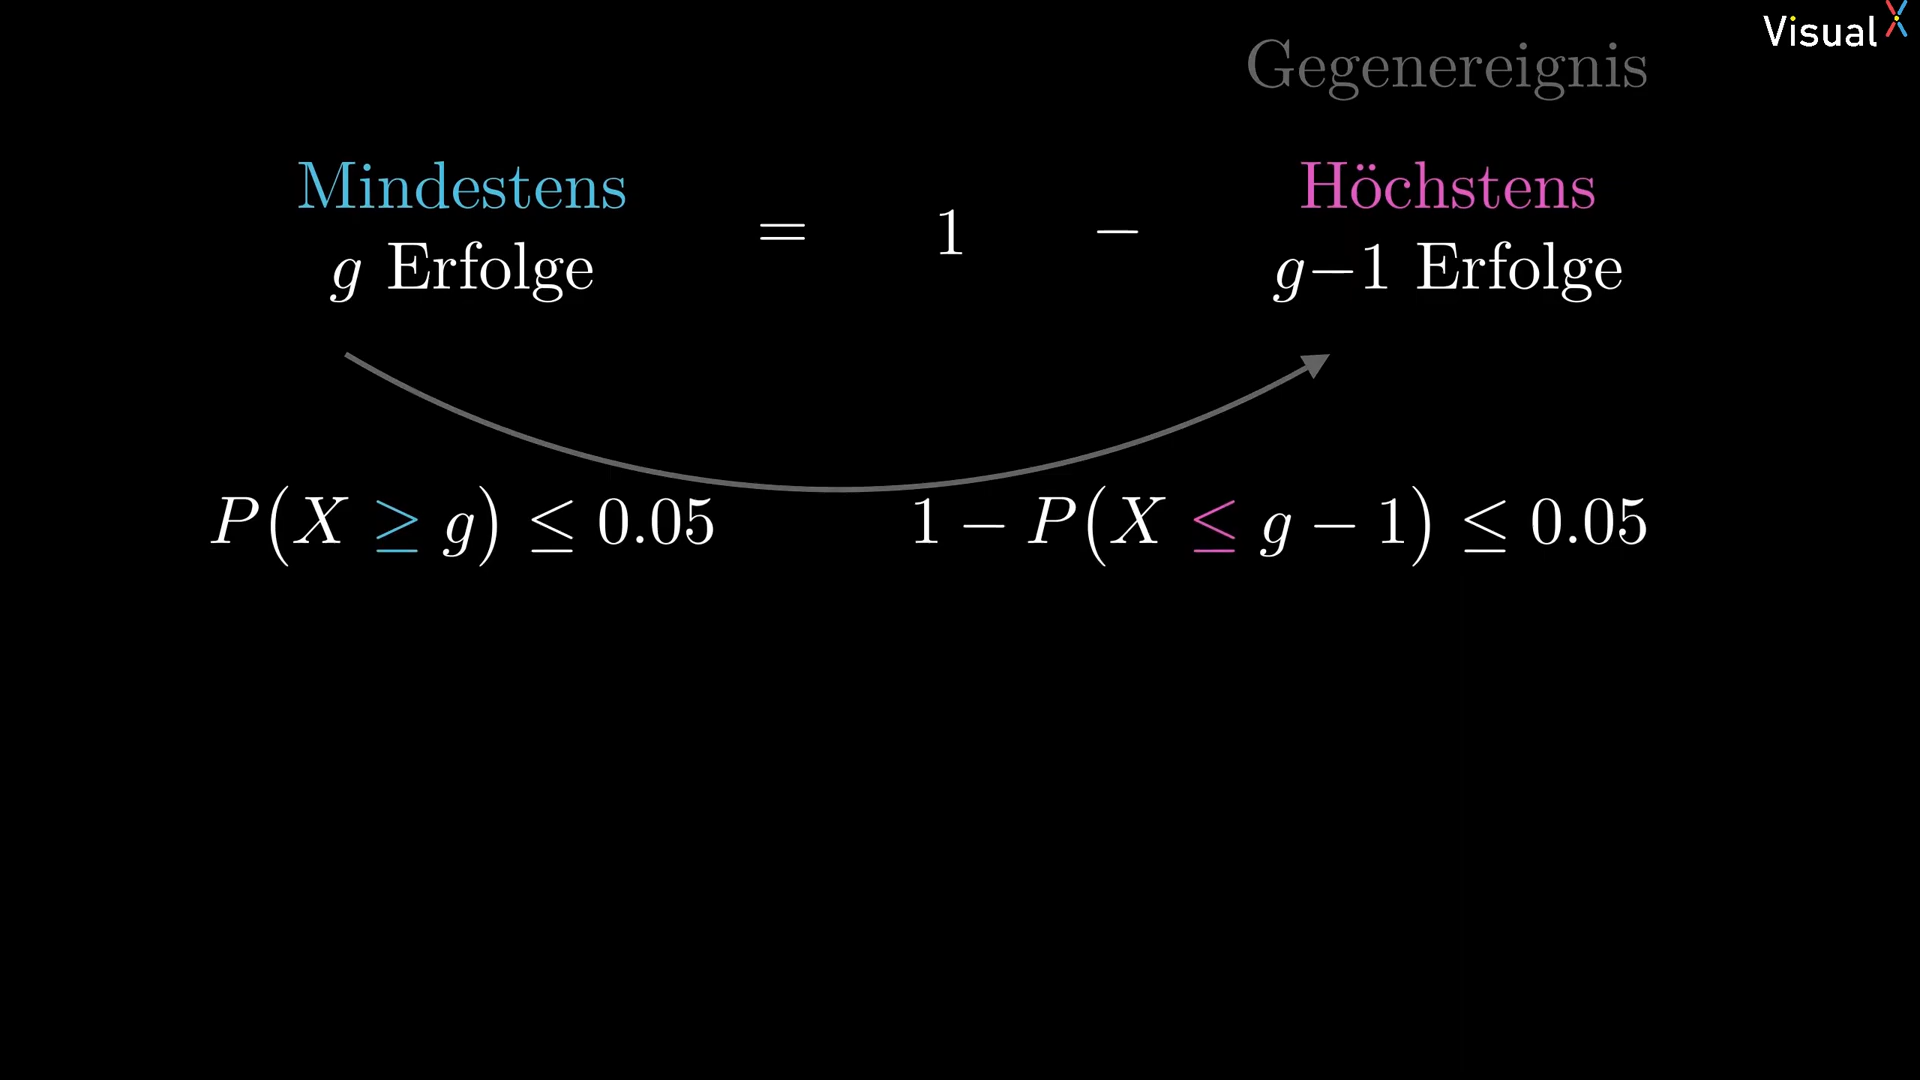 Visual X
Gegenereignis
Mindestens
g Erfolge
= 1 −
Höchstens
g−1 Erfolge
P(X ≥ g) ≤ 0.05
1 − P(X ≤ g − 1) ≤ 0.05